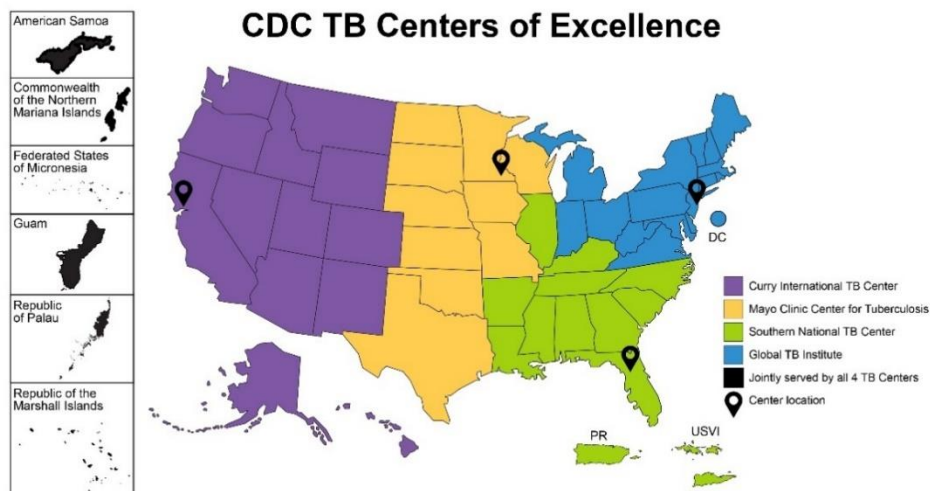 CDC TB Centers of Excellence
American Samoa
Commonwealth
of the Northern
Mariana Islands
Federated States
of Micronesia
Guam
Republic
of Palau
Republic of the
Marshall Islands
DC
Curry International TB Center
Mayo Clinic Center for Tuberculosis
Southern National TB Center
Global TB Institute
Jointly served by all 4 TB Centers
Center location
PR
USVI